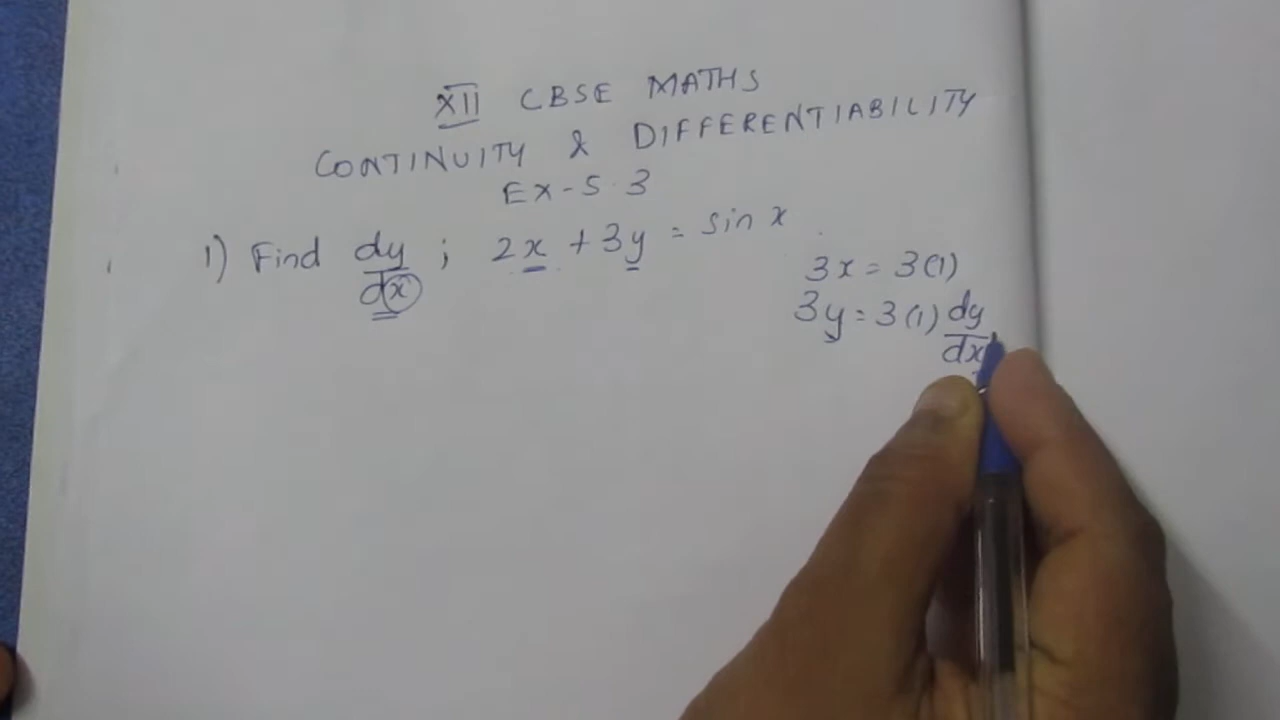 XII CBSE MATHS
CONTINUITY & DIFFERENTIABILITY
EX-5.3
1) Find dy/dx ; 2x + 3y = sin x
3x = 3(1)
3y = 3(1) dy/dx